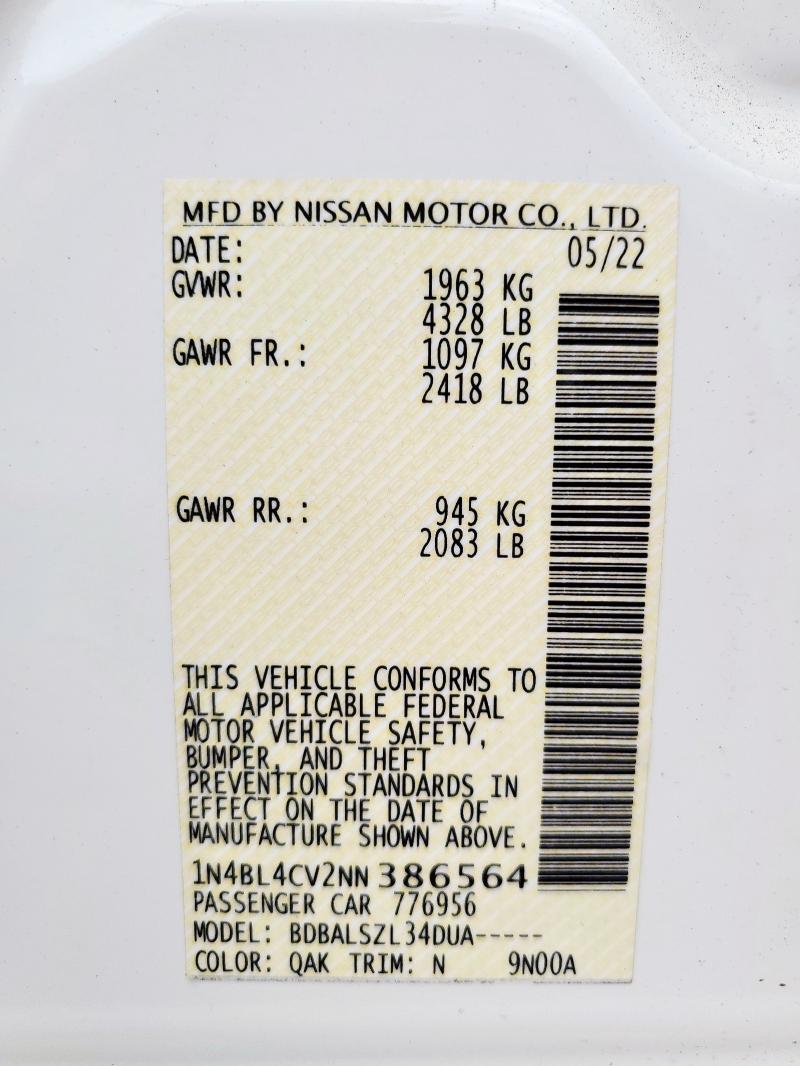 MFD BY NISSAN MOTOR CO., LTD.
DATE: 05/22
GVWR: 1963 KG
4328 LB
GAWR FR.: 1097 KG
2418 LB
GAWR RR.: 945 KG
2083 LB
THIS VEHICLE CONFORMS TO
ALL APPLICABLE FEDERAL
MOTOR VEHICLE SAFETY,
BUMPER, AND THEFT
PREVENTION STANDARDS IN
EFFECT ON THE DATE OF
MANUFACTURE SHOWN ABOVE.
1N4BL4CV2NN386564
PASSENGER CAR 776956
MODEL: BDBALSZL34DUA-----
COLOR: QAK TRIM: N 9N00A